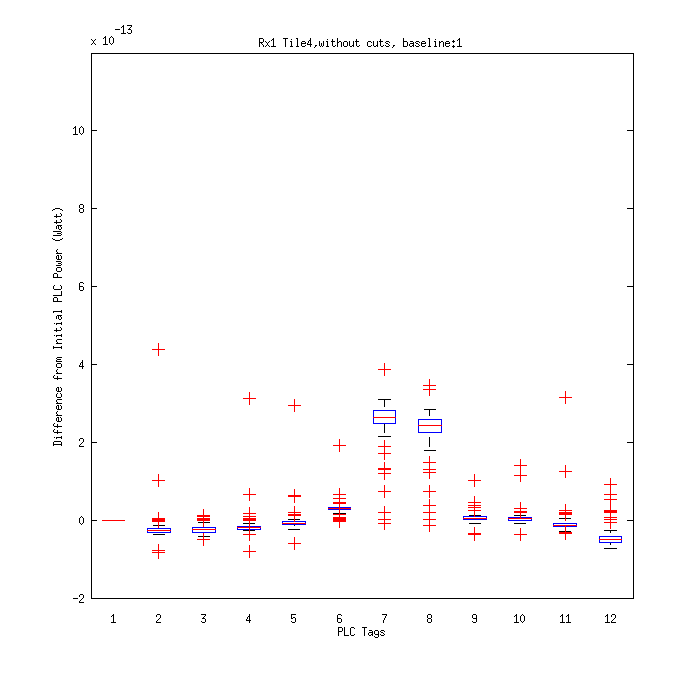 x 10^-13
Rx1 Tile4,without cuts, baseline:1
Difference from Initial PLC Power (Watt)
10
8
6
4
2
0
-2
1 2 3 4 5 6 7 8 9 10 11 12
PLC Tags